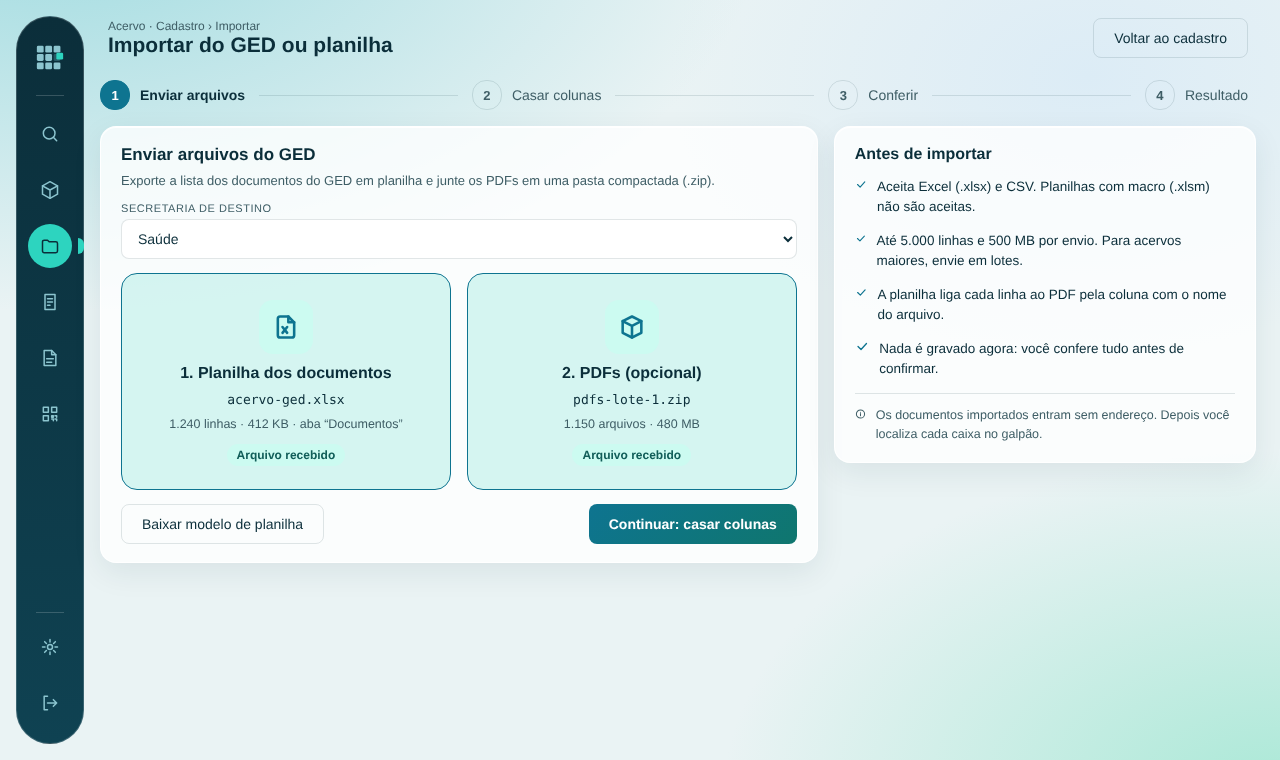 Acervo · Cadastro › Importar
Importar do GED ou planilha
Voltar ao cadastro
1 Enviar arquivos
2 Casar colunas
3 Conferir
4 Resultado
Enviar arquivos do GED
Exporte a lista dos documentos do GED em planilha e junte os PDFs em uma pasta compactada (.zip).
SECRETARIA DE DESTINO
Saúde
1. Planilha dos documentos
acervo-ged.xlsx
1.240 linhas · 412 KB · aba “Documentos”
Arquivo recebido
2. PDFs (opcional)
pdfs-lote-1.zip
1.150 arquivos · 480 MB
Arquivo recebido
Baixar modelo de planilha
Continuar: casar colunas
Antes de importar
Aceita Excel (.xlsx) e CSV. Planilhas com macro (.xlsm)
não são aceitas.
Até 5.000 linhas e 500 MB por envio. Para acervos
maiores, envie em lotes.
A planilha liga cada linha ao PDF pela coluna com o nome
do arquivo.
Nada é gravado agora: você confere tudo antes de
confirmar.
Os documentos importados entram sem endereço. Depois você
localiza cada caixa no galpão.